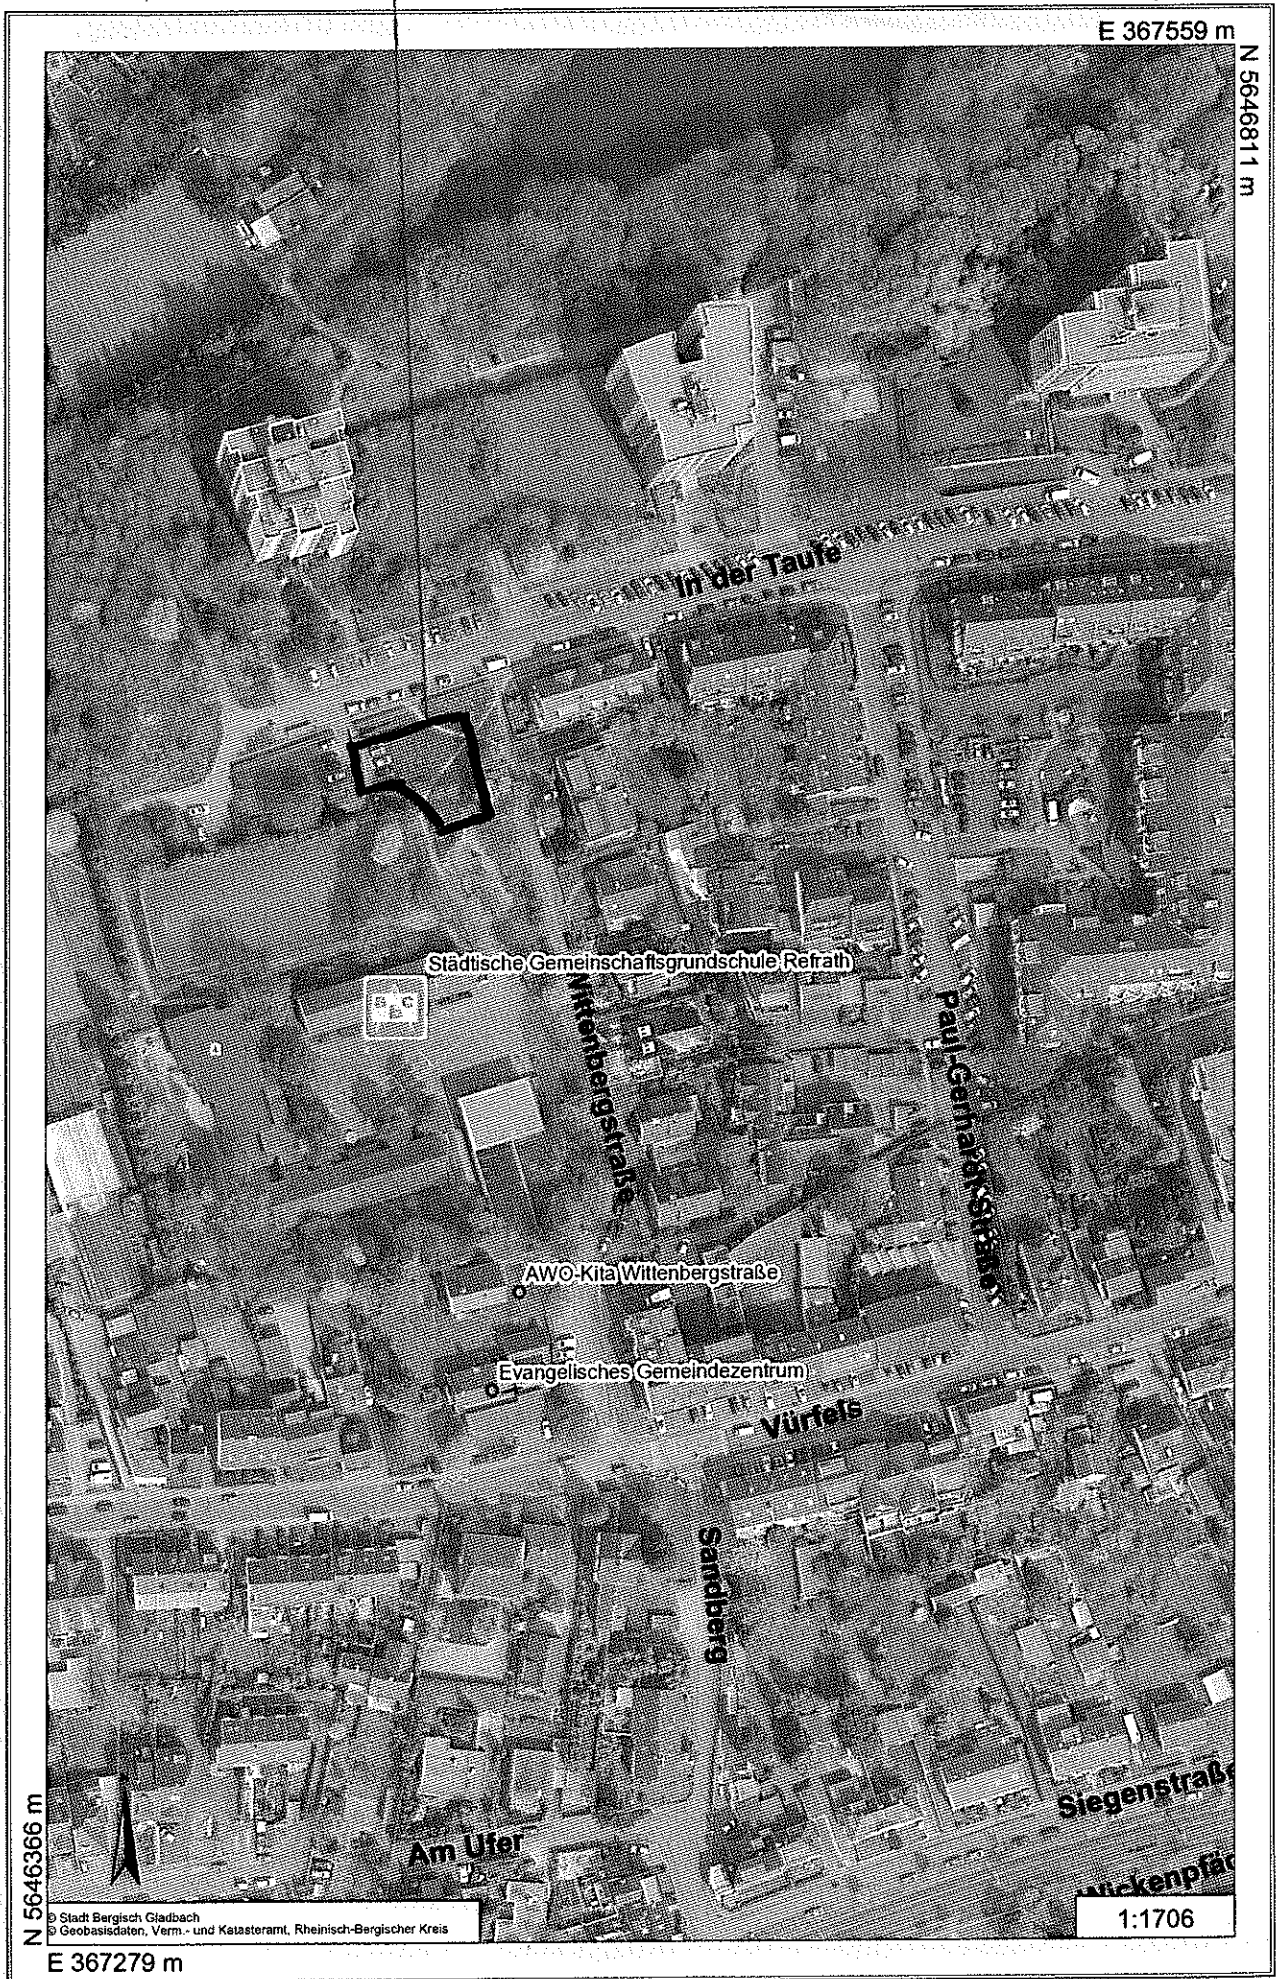 E 367559 m
N 5646811 m
In der Taufe
Städtische Gemeinschaftsgrundschule Refrath
Wittenbergstraße
Paul-Gerhardt-Straße
AWO-Kita Wittenbergstraße
Evangelisches Gemeindezentrum
Vürfels
Sandberg
Siegenstraße
Am Ufer
Wickenpfäd
N 5646366 m
© Stadt Bergisch Gladbach
© Geobasisdaten, Verm.- und Katasteramt, Rheinisch-Bergischer Kreis
1:1706
E 367279 m